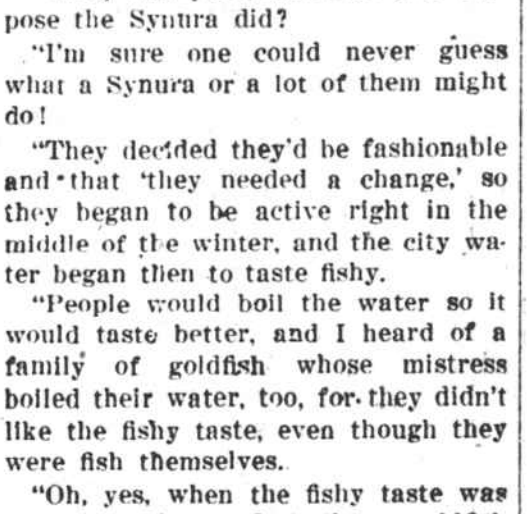 pose the Synura did?
"I'm sure one could never guess
what a Synura or a lot of them might
do!
"They decided they'd be fashionable
and that 'they needed a change,' so
they began to be active right in the
middle of the winter, and the city wa-
ter began then to taste fishy.
"People would boil the water so it
would taste better, and I heard of a
family of goldfish whose mistress
boiled their water, too, for they didn't
like the fishy taste, even though they
were fish themselves.
"Oh, yes, when the fishy taste was